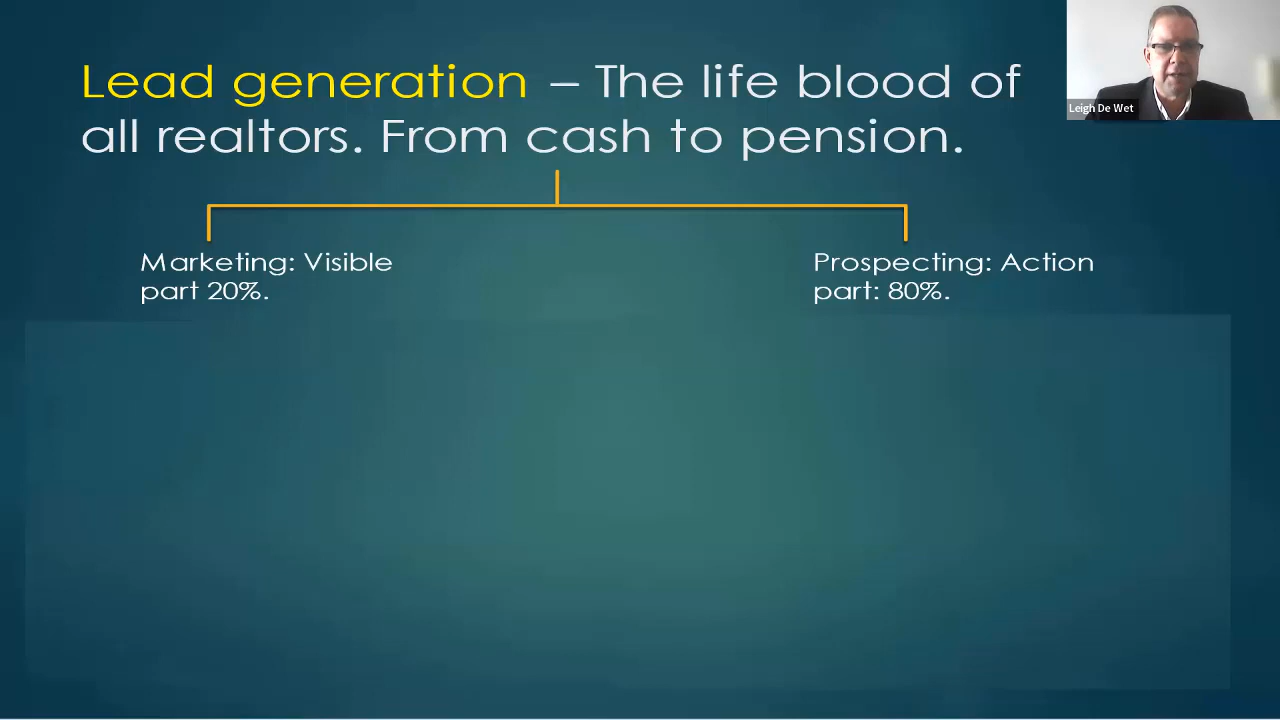 Lead generation – The life blood of
all realtors. From cash to pension.
Leigh De Wet
Marketing: Visible
part 20%.
Prospecting: Action
part: 80%.